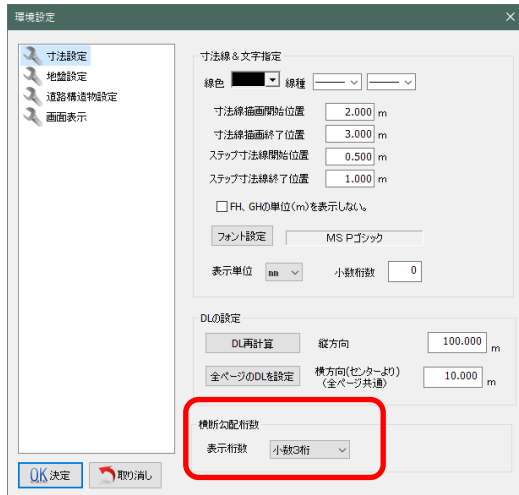 環境設定
寸法設定
地盤設定
道路構造物設定
画面表示
寸法線&文字指定
線色 線種
寸法線描画開始位置 2.000 m
寸法線描画終了位置 3.000 m
ステップ寸法線開始位置 0.500 m
ステップ寸法線終了位置 1.000 m
FH、GHの単位(m)を表示しない。
フォント設定 MS Pゴシック
表示単位 mm 小数桁数 0
DLの設定
DL再計算 縦方向 100.000 m
全ページのDLを設定 横方向(センターより) 10.000 m
(全ページ共通)
横断勾配桁数
表示桁数 小数3桁
OK 決定 取り消し